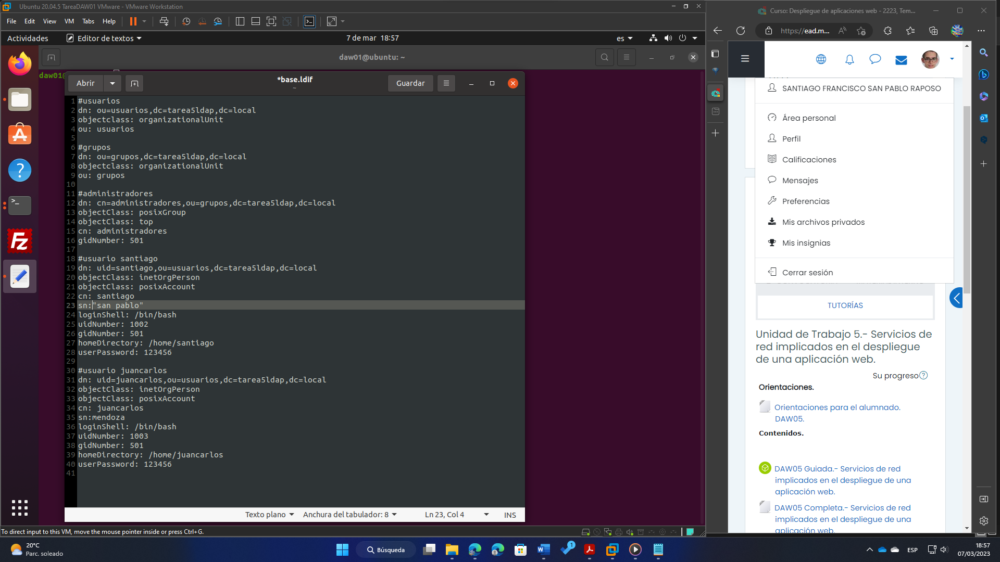 Ubuntu 20.04.5 TareaDAW01 VMware - VMware Workstation
File Edit View VM Tabs Help
Actividades
Editor de textos
7 de mar 18:57
es
daw01@ubuntu: ~
daw01@
Abrir
*base.ldif
~
Guardar
1 #usuarios
2 dn: ou=usuarios,dc=tarea5ldap,dc=local
3 objectclass: organizationalUnit
4 ou: usuarios
5
6 #grupos
7 dn: ou=grupos,dc=tarea5ldap,dc=local
8 objectclass: organizationalUnit
9 ou: grupos
10
11 #administradores
12 dn: cn=administradores,ou=grupos,dc=tarea5ldap,dc=local
13 objectClass: posixGroup
14 objectClass: top
15 cn: administradores
16 gidNumber: 501
17
18 #usuario santiago
19 dn: uid=santiago,ou=usuarios,dc=tarea5ldap,dc=local
20 objectClass: inetOrgPerson
21 objectClass: posixAccount
22 cn: santiago
23 sn:"san pablo"
24 loginShell: /bin/bash
25 uidNumber: 1002
26 gidNumber: 501
27 homeDirectory: /home/santiago
28 userPassword: 123456
29
30 #usuario juancarlos
31 dn: uid=juancarlos,ou=usuarios,dc=tarea5ldap,dc=local
32 objectClass: inetOrgPerson
33 objectClass: posixAccount
34 cn: juancarlos
35 sn:mendoza
36 loginShell: /bin/bash
37 uidNumber: 1003
38 gidNumber: 501
39 homeDirectory: /home/juancarlos
40 userPassword: 123456
41
Texto plano
Anchura del tabulador: 8
Ln 23, Col 4
INS
To direct input to this VM, move the mouse pointer inside or press Ctrl+G.
Curso: Despliegue de aplicaciones web - 2223, Tem...
https://ead.m...
SANTIAGO FRANCISCO SAN PABLO RAPOSO
Área personal
Perfil
Calificaciones
Mensajes
Preferencias
Mis archivos privados
Mis insignias
Cerrar sesión
TUTORÍAS
Unidad de Trabajo 5.- Servicios de
red implicados en el despliegue
de una aplicación web.
Su progreso
Orientaciones.
Orientaciones para el alumnado.
DAW05.
Contenidos.
DAW05 Guiada.- Servicios de red
implicados en el despliegue de una
aplicación web.
DAW05 Completa.- Servicios de red
implicados en el despliegue de una
aplicación web.
20°C
Parc. soleado
Búsqueda
1
ESP
18:57
07/03/2023